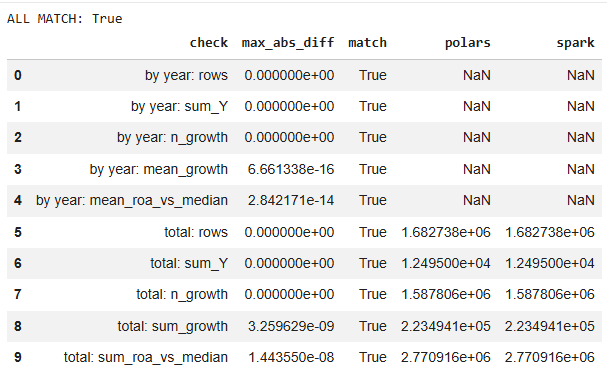 ALL MATCH: True
check max_abs_diff match polars spark
0 by year: rows 0.000000e+00 True NaN NaN
1 by year: sum_Y 0.000000e+00 True NaN NaN
2 by year: n_growth 0.000000e+00 True NaN NaN
3 by year: mean_growth 6.661338e-16 True NaN NaN
4 by year: mean_roa_vs_median 2.842171e-14 True NaN NaN
5 total: rows 0.000000e+00 True 1.682738e+06 1.682738e+06
6 total: sum_Y 0.000000e+00 True 1.249500e+04 1.249500e+04
7 total: n_growth 0.000000e+00 True 1.587806e+06 1.587806e+06
8 total: sum_growth 3.259629e-09 True 2.234941e+05 2.234941e+05
9 total: sum_roa_vs_median 1.443550e-08 True 2.770916e+06 2.770916e+06